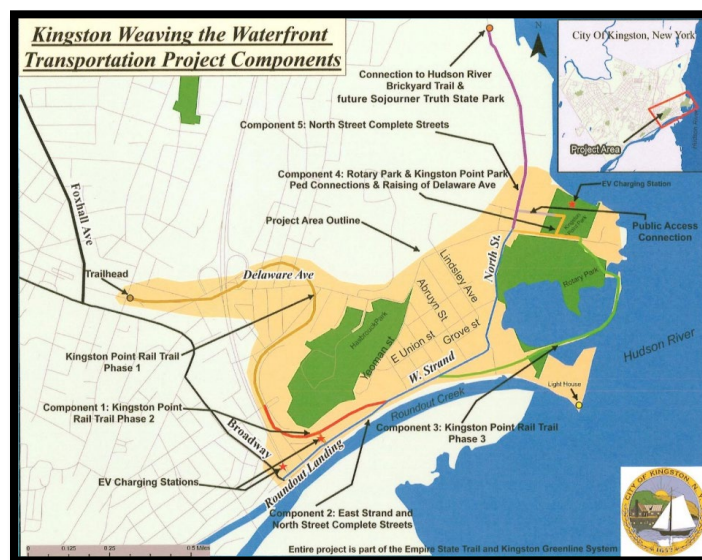 Kingston Weaving the Waterfront
Transportation Project Components
N
City Of Kingston, New York
Project Area
Connection to Hudson River
Brickyard Trail &
future Sojourner Truth State Park
Component 5: North Street Complete Streets
Component 4: Rotary Park & Kingston Point Park
Ped Connections & Raising of Delaware Ave
EV Charging Station
Public Access
Connection
Project Area Outline
Foxhall Ave
Trailhead
Delaware Ave
North St.
Lindsley Ave
Abruyn St
E Union st
Grove st
Yeoman st
Hasbrouck Park
Rotary Park
Hudson River
Kingston Point Rail Trail
Phase 1
W. Strand
Roundout Creek
Light House
Component 1: Kingston Point
Rail Trail Phase 2
Component 3: Kingston Point Rail Trail
Phase 3
Broadway
Roundout Landing
EV Charging Stations
Component 2: East Strand and
North Street Complete Streets
0
0.125
0.25
0.5 Miles
Entire project is part of the Empire State Trail and Kingston Greenline System
CITY OF KINGSTON, N.Y.